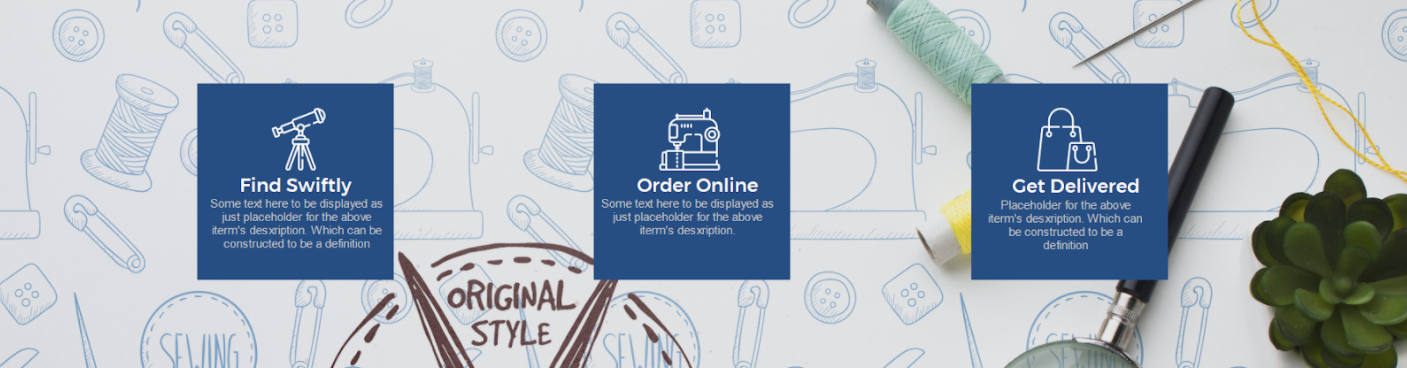 Find Swiftly
Some text here to be displayed as
just placeholder for the above
iterm's desxription. Which can be
constructed to be a definition
Order Online
Some text here to be displayed as
just placeholder for the above
iterm's desxription.
Get Delivered
Placeholder for the above
iterm's desxription. Which can
be constructed to be a
definition
ORIGINAL
STYLE
SEWING
SEWING